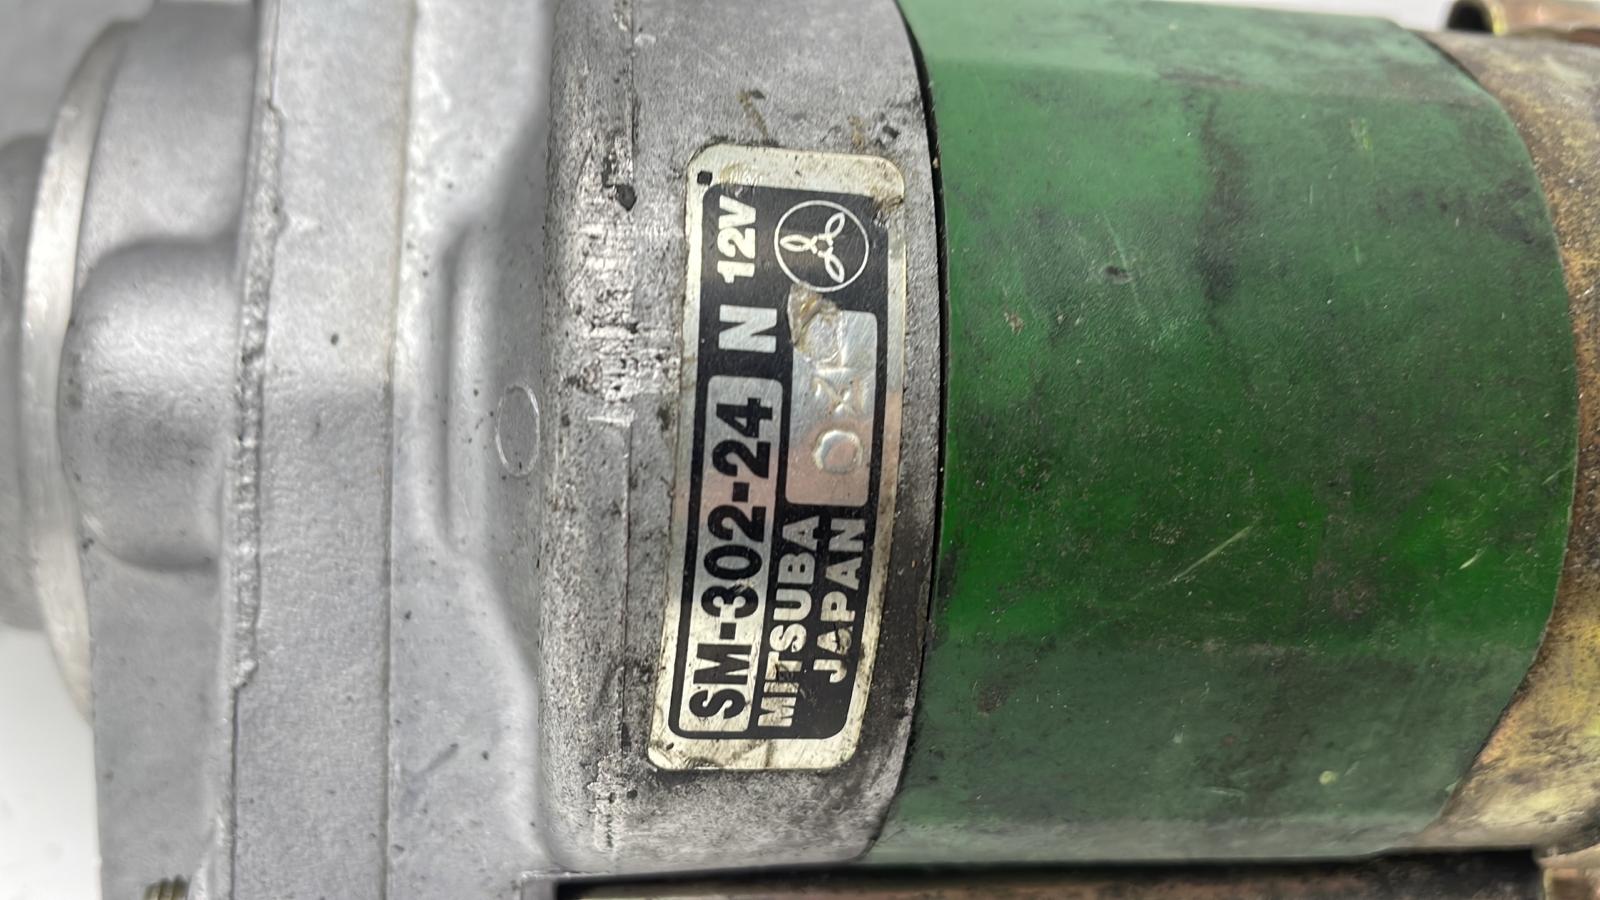 SM-302-24 N 12V
MITSUBA
JAPAN